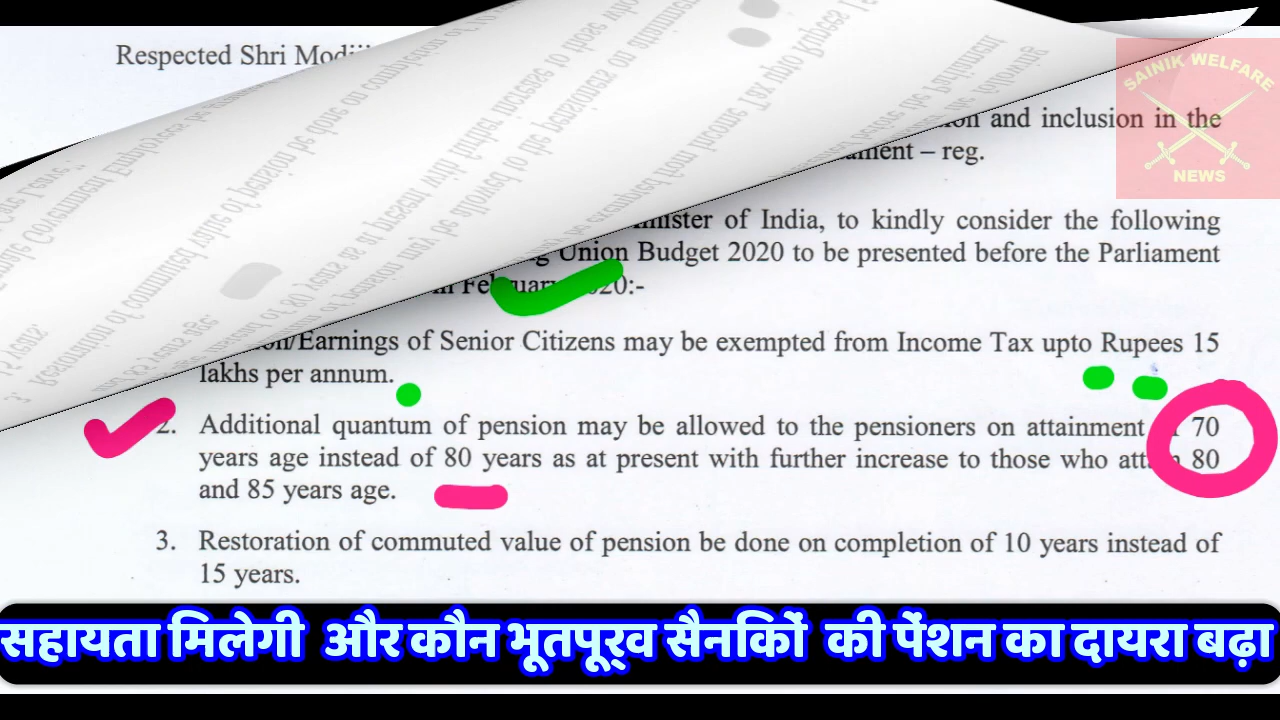 Respected Shri Modi
SAINIK WELFARE
NEWS
and inclusion in the
– reg.
of India, to kindly consider the following
Union Budget 2020 to be presented before the Parliament
/Earnings of Senior Citizens may be exempted from Income Tax upto Rupees 15
lakhs per annum.
2. Additional quantum of pension may be allowed to the pensioners on attainment 70
years age instead of 80 years as at present with further increase to those who 80
and 85 years age.
3. Restoration of commuted value of pension be done on completion of 10 years instead of
15 years.
सहायता मिलेगी और कौन भूतपूर्व सैनिकों की पेंशन का दायरा बढ़ा